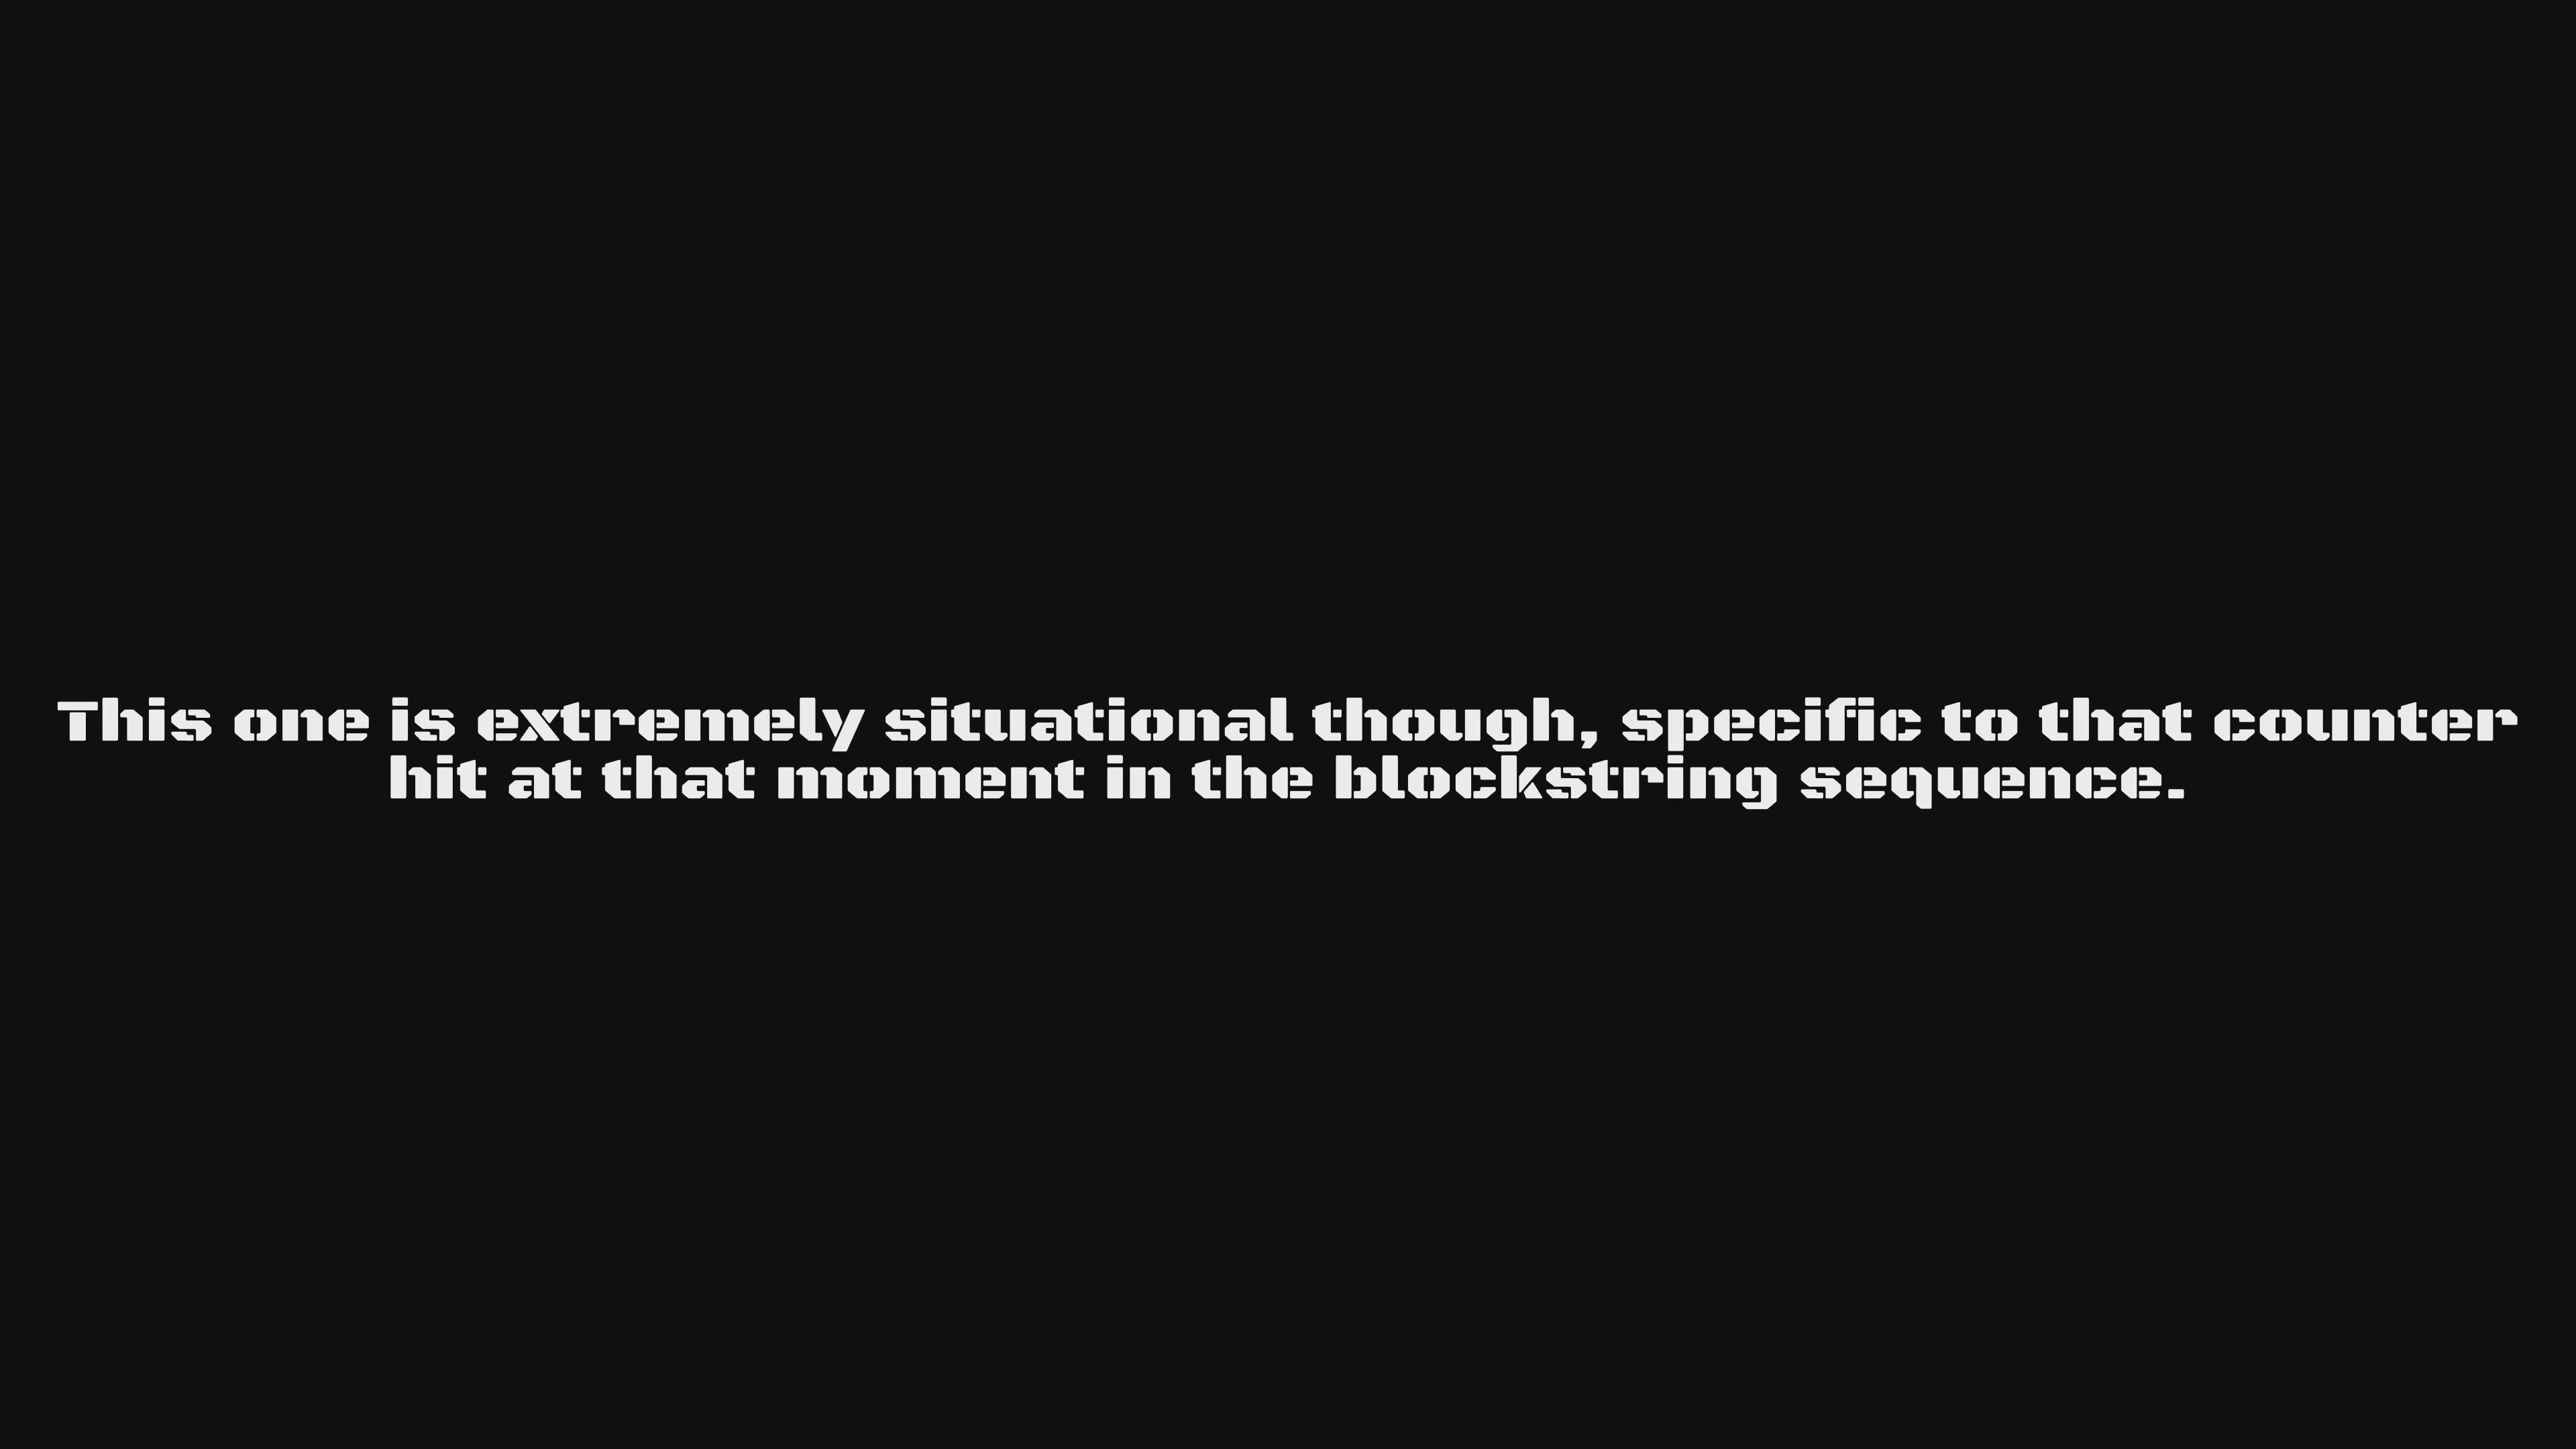 This one is extremely situational though, specific to that counter
hit at that moment in the blockstring sequence.